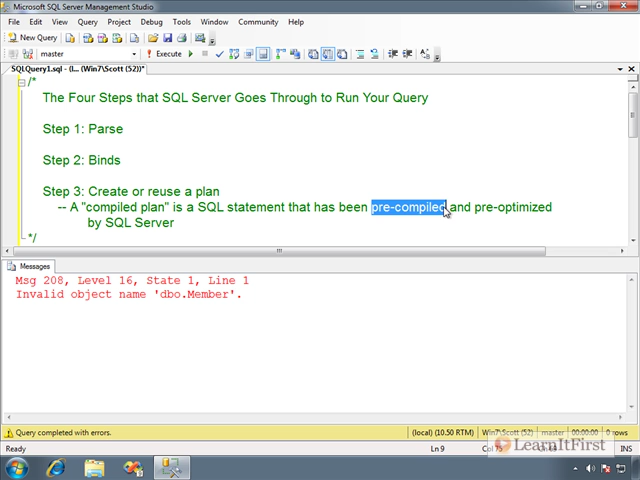 Microsoft SQL Server Management Studio
File Edit View Query Project Debug Tools Window Community Help
New Query
master Execute
SQLQuery1.sql - (l... (Win7\Scott (52))*
/*
The Four Steps that SQL Server Goes Through to Run Your Query
Step 1: Parse
Step 2: Binds
Step 3: Create or reuse a plan
-- A "compiled plan" is a SQL statement that has been pre-compiled and pre-optimized
by SQL Server
*/
Messages
Msg 208, Level 16, State 1, Line 1
Invalid object name 'dbo.Member'.
Query completed with errors. (local) (10.50 RTM) Win7\Scott (52) master 00:00:00 0 rows
LearnItFirst
Ready Ln 9 Col 75 INS